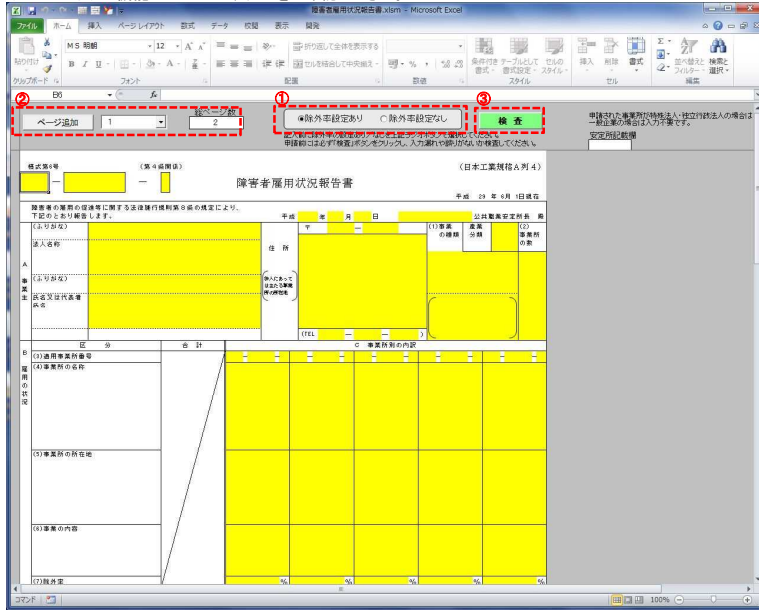 障害者雇用状況報告書.xlsm - Microsoft Excel
ファイル ホーム 挿入 ページレイアウト 数式 データ 校閲 表示 開発
MS 明朝 12
折り返して全体を表示する
セルを結合して中央揃え
条件付き書式 テーブルとして書式設定 セルのスタイル
挿入 削除 書式
並べ替えとフィルター 検索と選択
クリップボード フォント 配置 数値 スタイル セル 編集
B6 fx
② ① ③
ページ追加 1
総ページ数
2
除外率設定あり 除外率設定なし
検 査
申請前には必ず「検査」ボタンをクリックし、入力漏れや誤りがないか検査してください。
申請された事業所が特殊法人・独立行政法人の場合は
一般企業の場合は入力不要です。
安定所記載欄
様式第6号 (第4条関係) (日本工業規格A列4)
障害者雇用状況報告書
平成 29 年 6月 1日現在
障害者の雇用の促進等に関する法律施行規則第8条の規定により、
下記のとおり報告します。
平成 年 月 日 公共職業安定所長 殿
A 事業主
(ふりがな)
法人名称
(ふりがな)
氏名又は代表者氏名
住 所
(法人にあっては主たる事業所の所在地)
〒 ―
(TEL ― ― )
(1)事業の種類
産業分類
(2)事業所の数
区 分 合 計 C 事業所別の内訳
B 雇用の状況
(3)適用事業所番号
(4)事業所の名称
(5)事業所の所在地
(6)事業の内容
(7)除外率 % % % % %
コマンド 100%